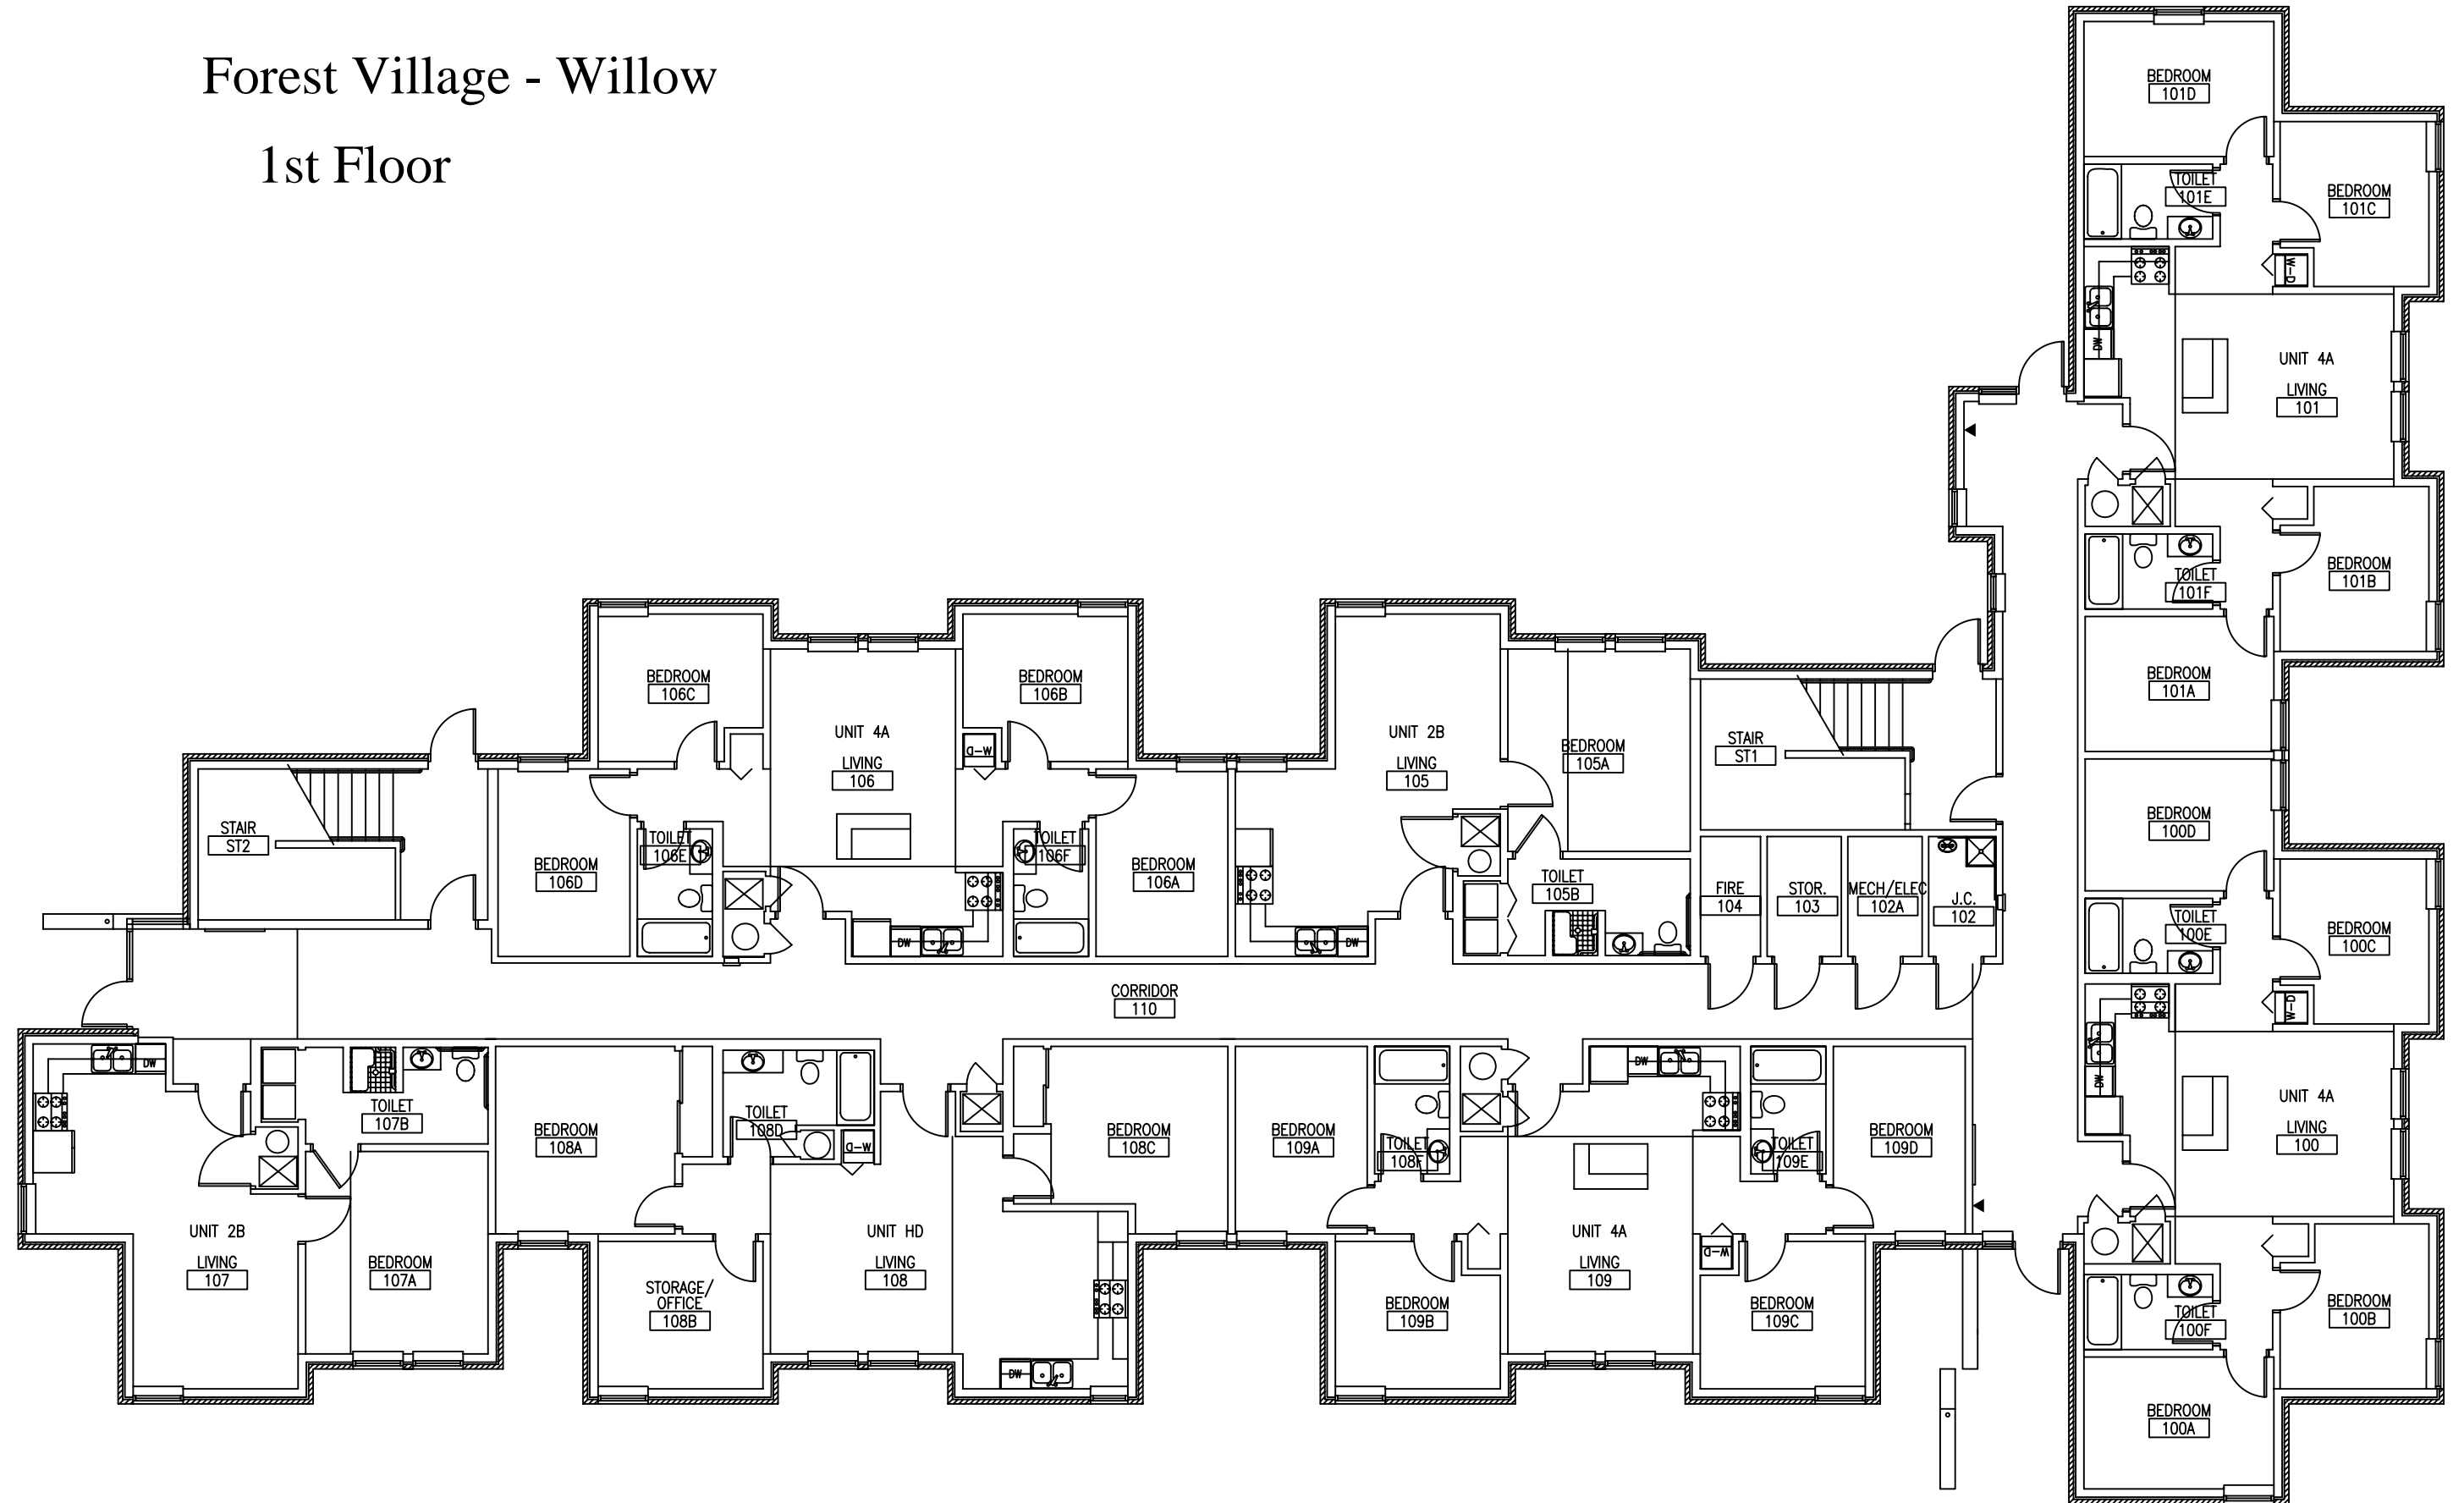 Forest Village - Willow
1st Floor
BEDROOM
101D
TOILET
101E
BEDROOM
101C
W-D
DW
UNIT 4A
LIVING
101
TOILET
101F
BEDROOM
101B
BEDROOM
101A
BEDROOM
100D
TOILET
100E
BEDROOM
100C
W-D
DW
UNIT 4A
LIVING
100
TOILET
100F
BEDROOM
100B
BEDROOM
100A
STAIR
ST2
BEDROOM
106D
BEDROOM
106C
TOILET
106E
UNIT 4A
LIVING
106
DW
BEDROOM
106B
W-D
TOILET
106F
BEDROOM
106A
UNIT 2B
LIVING
105
DW
BEDROOM
105A
TOILET
105B
STAIR
ST1
FIRE
104
STOR.
103
MECH/ELEC
102A
J.C.
102
CORRIDOR
110
DW
UNIT 2B
LIVING
107
TOILET
107B
BEDROOM
107A
BEDROOM
108A
TOILET
108D
W-D
STORAGE/
OFFICE
108B
UNIT HD
LIVING
108
DW
BEDROOM
108C
BEDROOM
109A
TOILET
108F
BEDROOM
109B
DW
UNIT 4A
LIVING
109
TOILET
109E
W-D
BEDROOM
109D
BEDROOM
109C